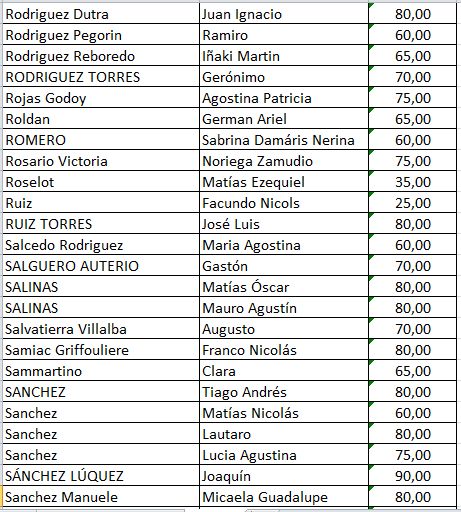 Rodriguez Dutra Juan Ignacio 80,00
Rodriguez Pegorin Ramiro 60,00
Rodriguez Reboredo Iñaki Martin 65,00
RODRIGUEZ TORRES Gerónimo 70,00
Rojas Godoy Agostina Patricia 75,00
Roldan German Ariel 65,00
ROMERO Sabrina Damáris Nerina 60,00
Rosario Victoria Noriega Zamudio 75,00
Roselot Matías Ezequiel 35,00
Ruiz Facundo Nicols 25,00
RUIZ TORRES José Luis 80,00
Salcedo Rodriguez Maria Agostina 60,00
SALGUERO AUTERIO Gastón 70,00
SALINAS Matías Óscar 80,00
SALINAS Mauro Agustín 80,00
Salvatierra Villalba Augusto 70,00
Samiac Griffouliere Franco Nicolás 80,00
Sammartino Clara 65,00
SANCHEZ Tiago Andrés 80,00
Sanchez Matías Nicolás 60,00
Sanchez Lautaro 80,00
Sanchez Lucia Agustina 75,00
SÁNCHEZ LÚQUEZ Joaquín 90,00
Sanchez Manuele Micaela Guadalupe 80,00